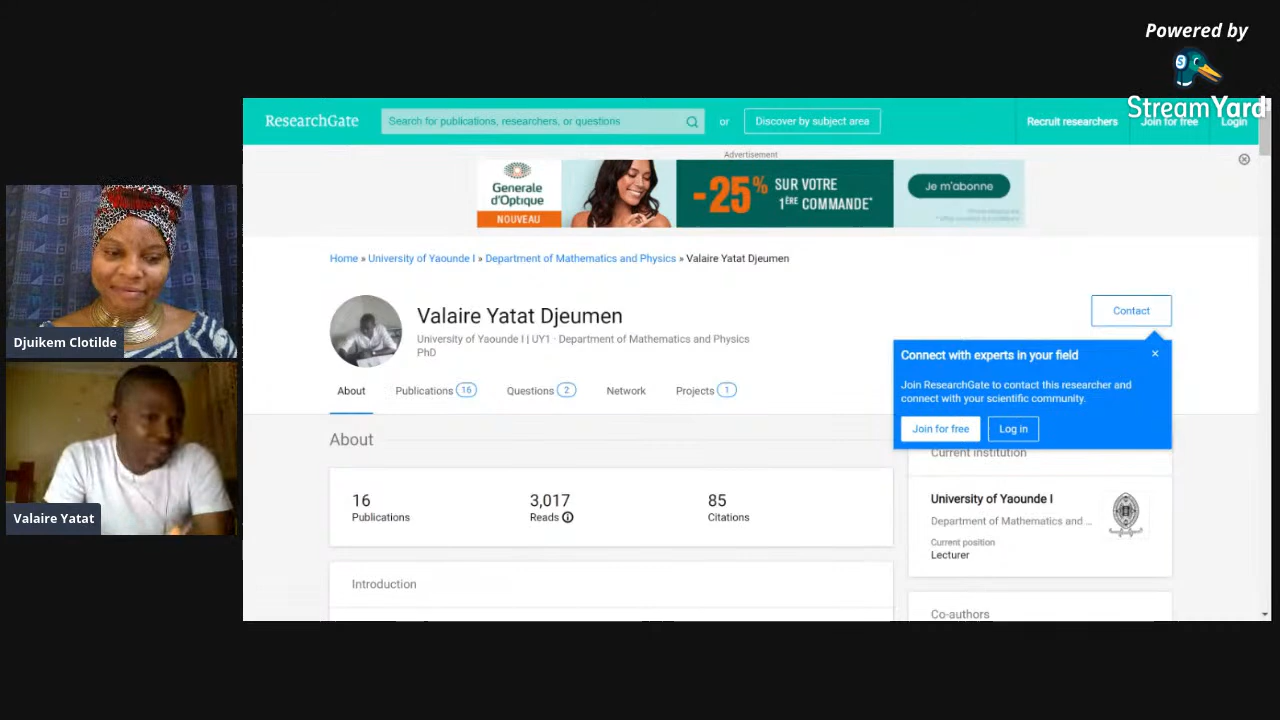 Powered by
StreamYard
ResearchGate
Search for publications, researchers, or questions
or
Discover by subject area
Recruit researchers
Join for free
Login
Advertisement
Generale
d'Optique
NOUVEAU
-25% SUR VOTRE
1ÈRE COMMANDE*
Je m'abonne
Home » University of Yaounde I » Department of Mathematics and Physics » Valaire Yatat Djeumen
Valaire Yatat Djeumen
University of Yaounde I | UY1 · Department of Mathematics and Physics
PhD
Contact
Connect with experts in your field
Join ResearchGate to contact this researcher and
connect with your scientific community.
Join for free
Log in
About
Publications 16
Questions 2
Network
Projects 1
About
16
Publications
3,017
Reads
85
Citations
Introduction
Current institution
University of Yaounde I
Department of Mathematics and ...
Current position
Lecturer
Co-authors
Djuikem Clotilde
Valaire Yatat